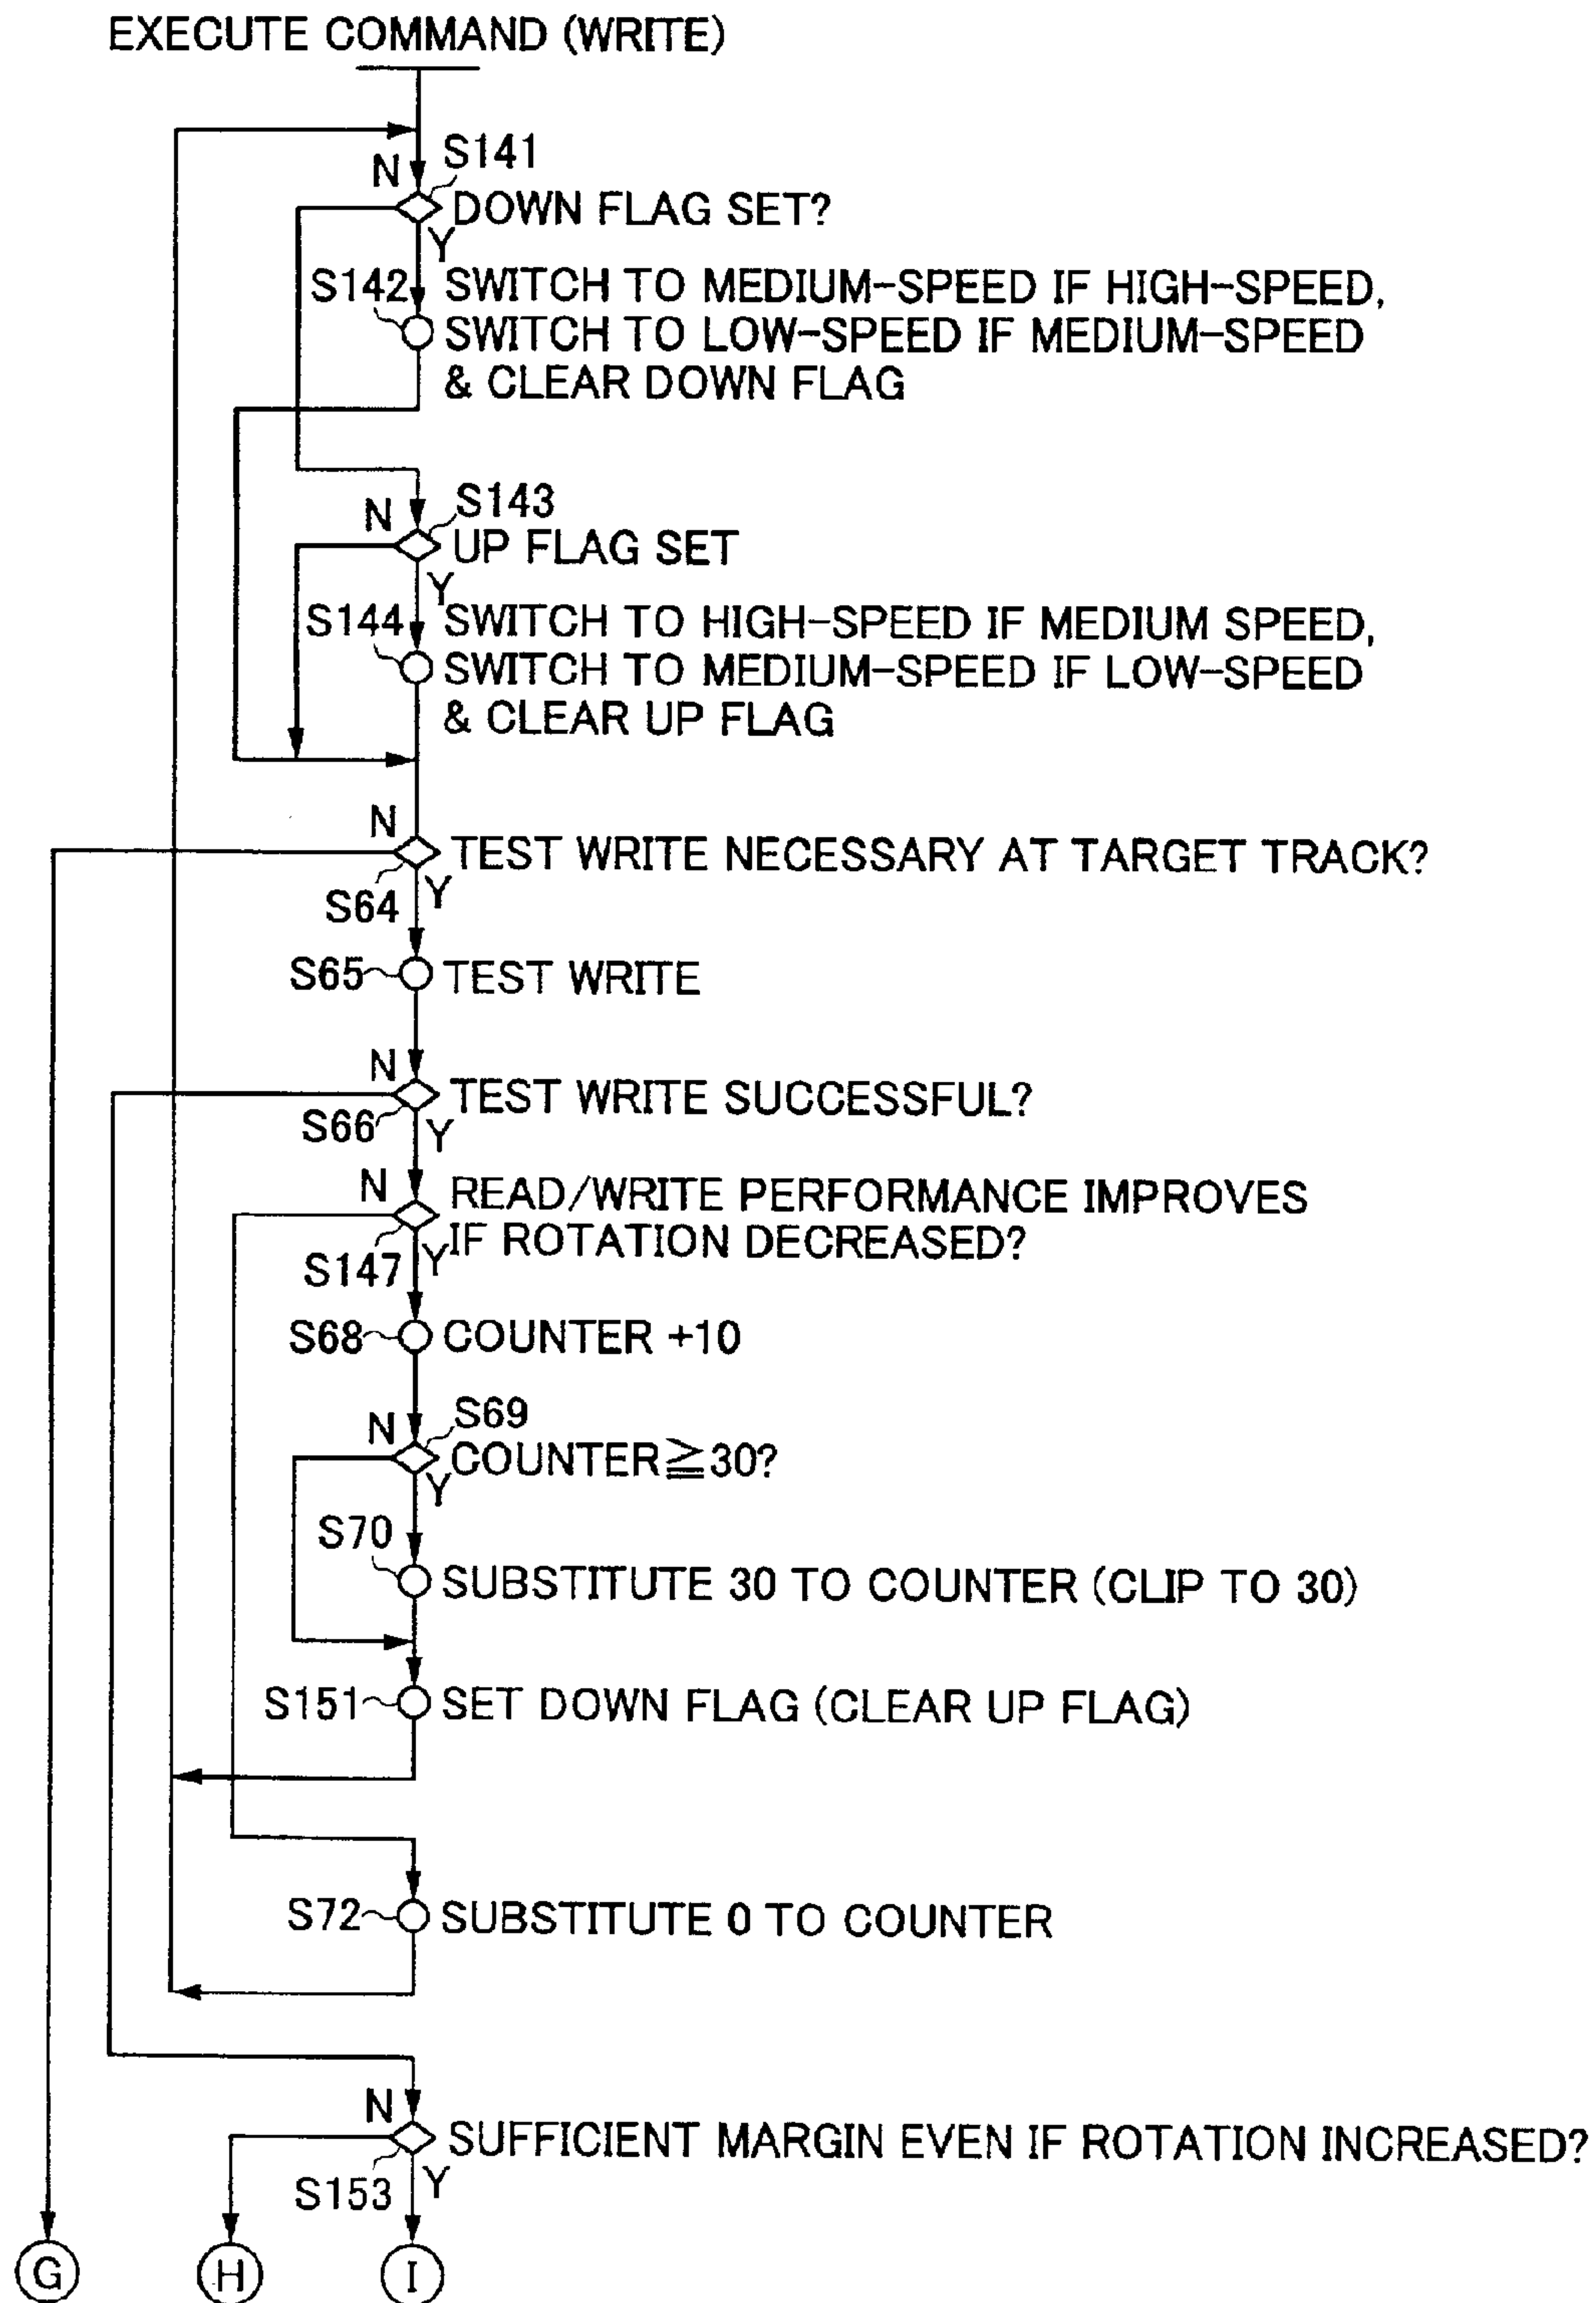 EXECUTE COMMAND (WRITE)
N
S141
DOWN FLAG SET?
Y
S142
SWITCH TO MEDIUM-SPEED IF HIGH-SPEED,
SWITCH TO LOW-SPEED IF MEDIUM-SPEED
& CLEAR DOWN FLAG
N
S143
UP FLAG SET
Y
S144
SWITCH TO HIGH-SPEED IF MEDIUM SPEED,
SWITCH TO MEDIUM-SPEED IF LOW-SPEED
& CLEAR UP FLAG
N
TEST WRITE NECESSARY AT TARGET TRACK?
S64
Y
S65
TEST WRITE
N
TEST WRITE SUCCESSFUL?
S66
Y
N
READ/WRITE PERFORMANCE IMPROVES
IF ROTATION DECREASED?
S147
Y
S68
COUNTER +10
N
S69
COUNTER≧30?
Y
S70
SUBSTITUTE 30 TO COUNTER (CLIP TO 30)
S151
SET DOWN FLAG (CLEAR UP FLAG)
S72
SUBSTITUTE 0 TO COUNTER
N
SUFFICIENT MARGIN EVEN IF ROTATION INCREASED?
S153
Y
G
H
I